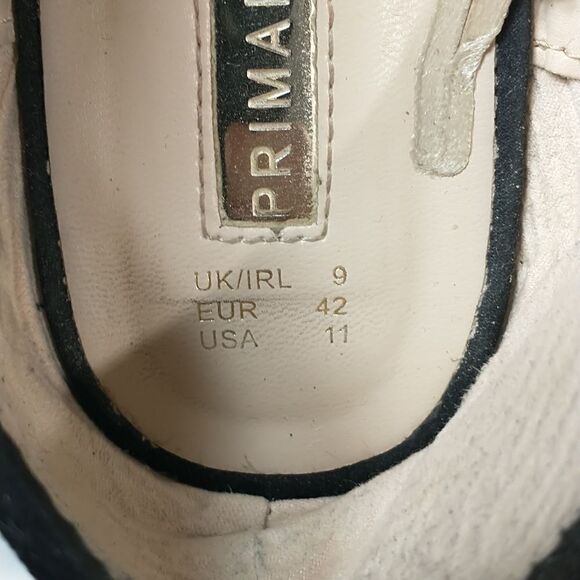 PRIMA
UK/IRL 9
EUR 42
USA 11